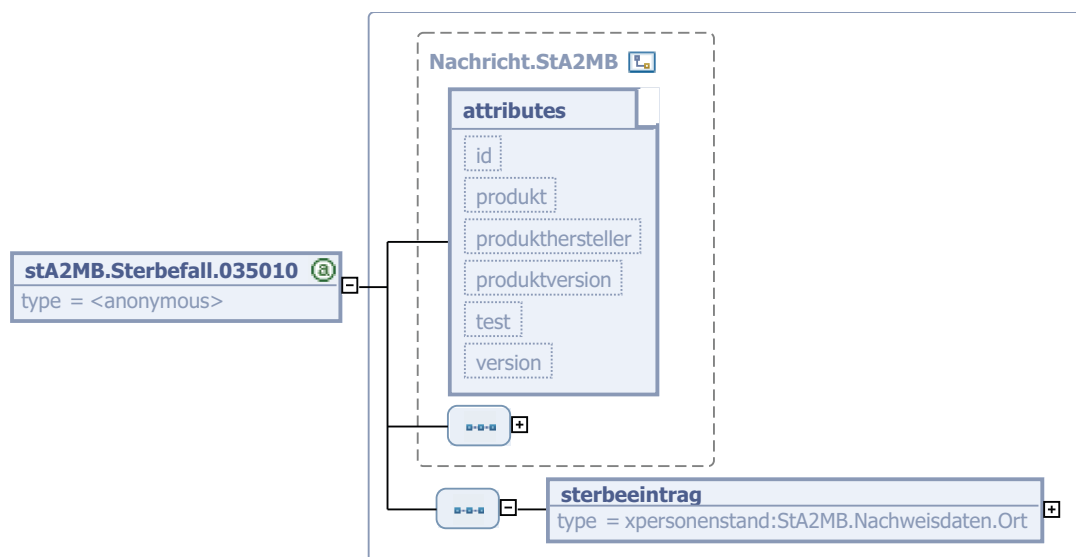 Nachricht.StA2MB
attributes
id
produkt
produkthersteller
produktversion
test
version
stA2MB.Sterbefall.035010 @
type = <anonymous>
sterbeeintrag
type = xpersonenstand:StA2MB.Nachweisdaten.Ort